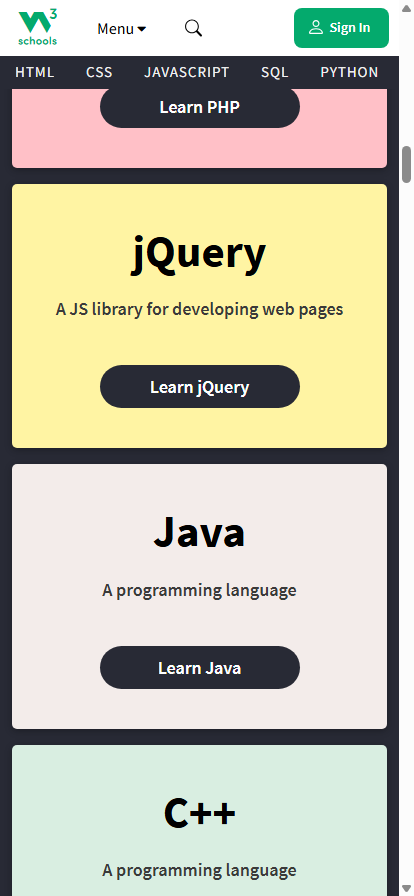 3
schools
Menu
Sign In
HTML CSS JAVASCRIPT SQL PYTHON
Learn PHP
jQuery
A JS library for developing web pages
Learn jQuery
Java
A programming language
Learn Java
C++
A programming language